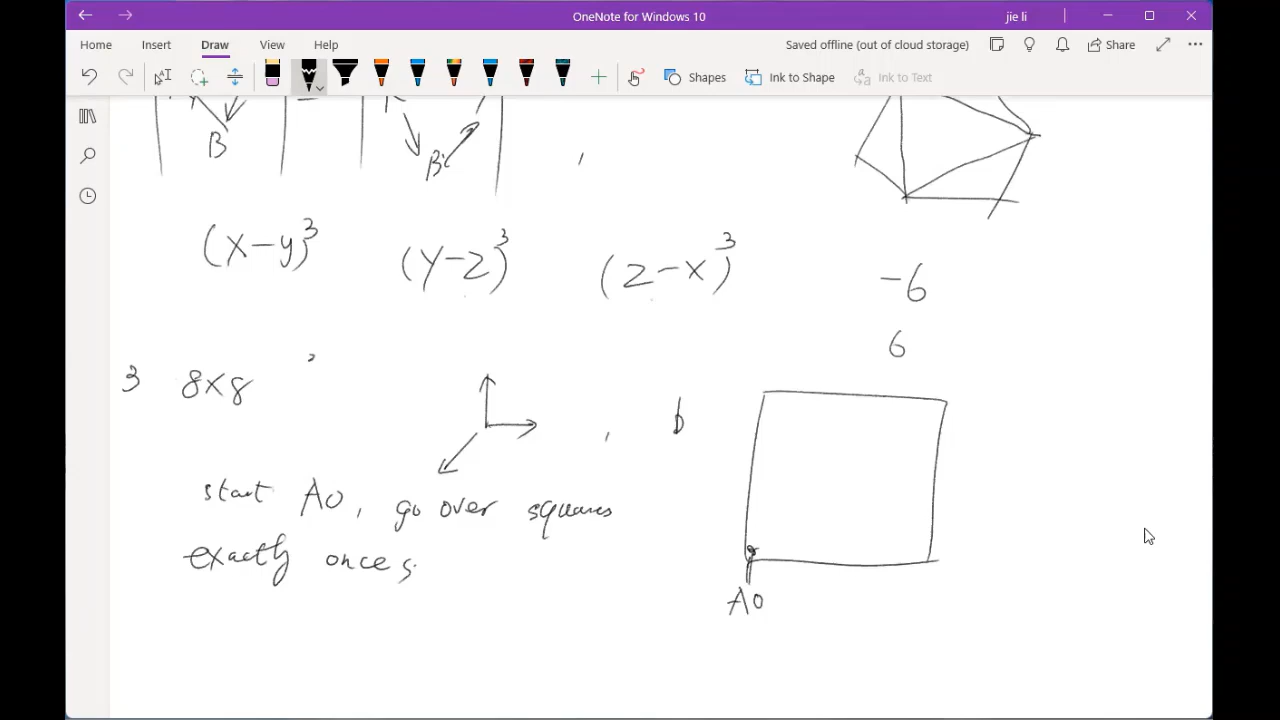 OneNote for Windows 10
jie li
Home Insert Draw View Help
Saved offline (out of cloud storage)
Share
Shapes
Ink to Shape
Ink to Text
B
B
(x-y)³ (y-z)³ (z-x)³ -6
6
3 8×8
b
start A0, go over squares
exactly once s
A0